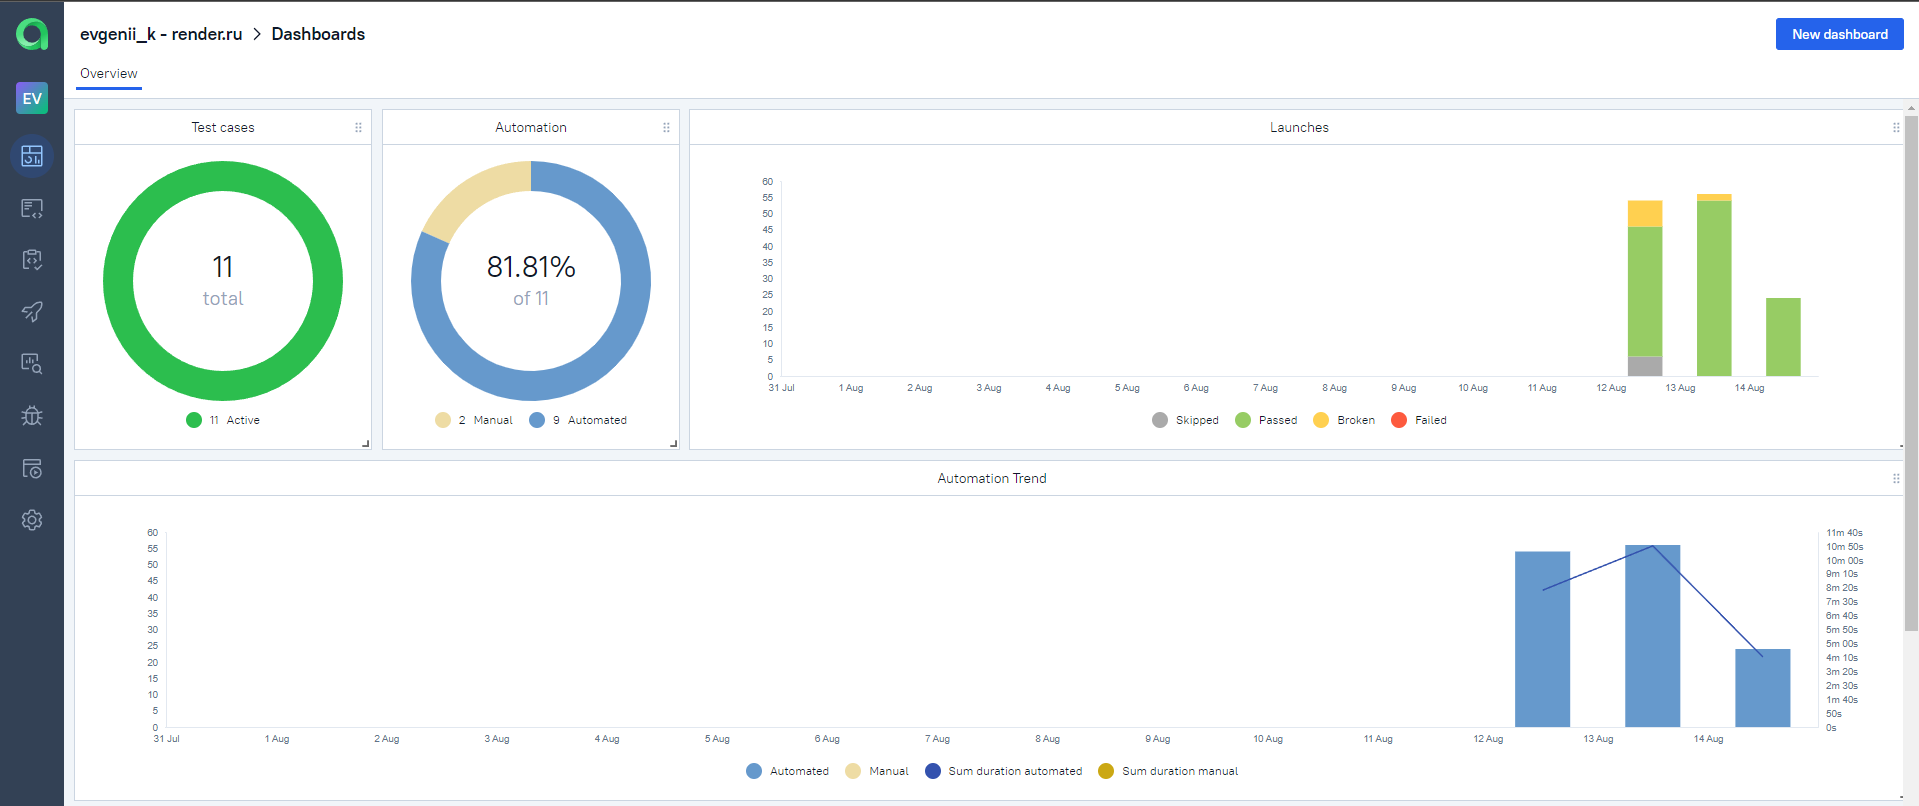 evgenii_k - render.ru > Dashboards
New dashboard
Overview
EV
Test cases
11
total
11 Active
Automation
81.81%
of 11
2 Manual 9 Automated
Launches
60
55
50
45
40
35
30
25
20
15
10
5
0
31 Jul 1 Aug 2 Aug 3 Aug 4 Aug 5 Aug 6 Aug 7 Aug 8 Aug 9 Aug 10 Aug 11 Aug 12 Aug 13 Aug 14 Aug
Skipped Passed Broken Failed
Automation Trend
60
55
50
45
40
35
30
25
20
15
10
5
0
11m 40s
10m 50s
10m 00s
9m 10s
8m 20s
7m 30s
6m 40s
5m 50s
5m 00s
4m 10s
3m 20s
2m 30s
1m 40s
50s
0s
31 Jul 1 Aug 2 Aug 3 Aug 4 Aug 5 Aug 6 Aug 7 Aug 8 Aug 9 Aug 10 Aug 11 Aug 12 Aug 13 Aug 14 Aug
Automated Manual Sum duration automated Sum duration manual